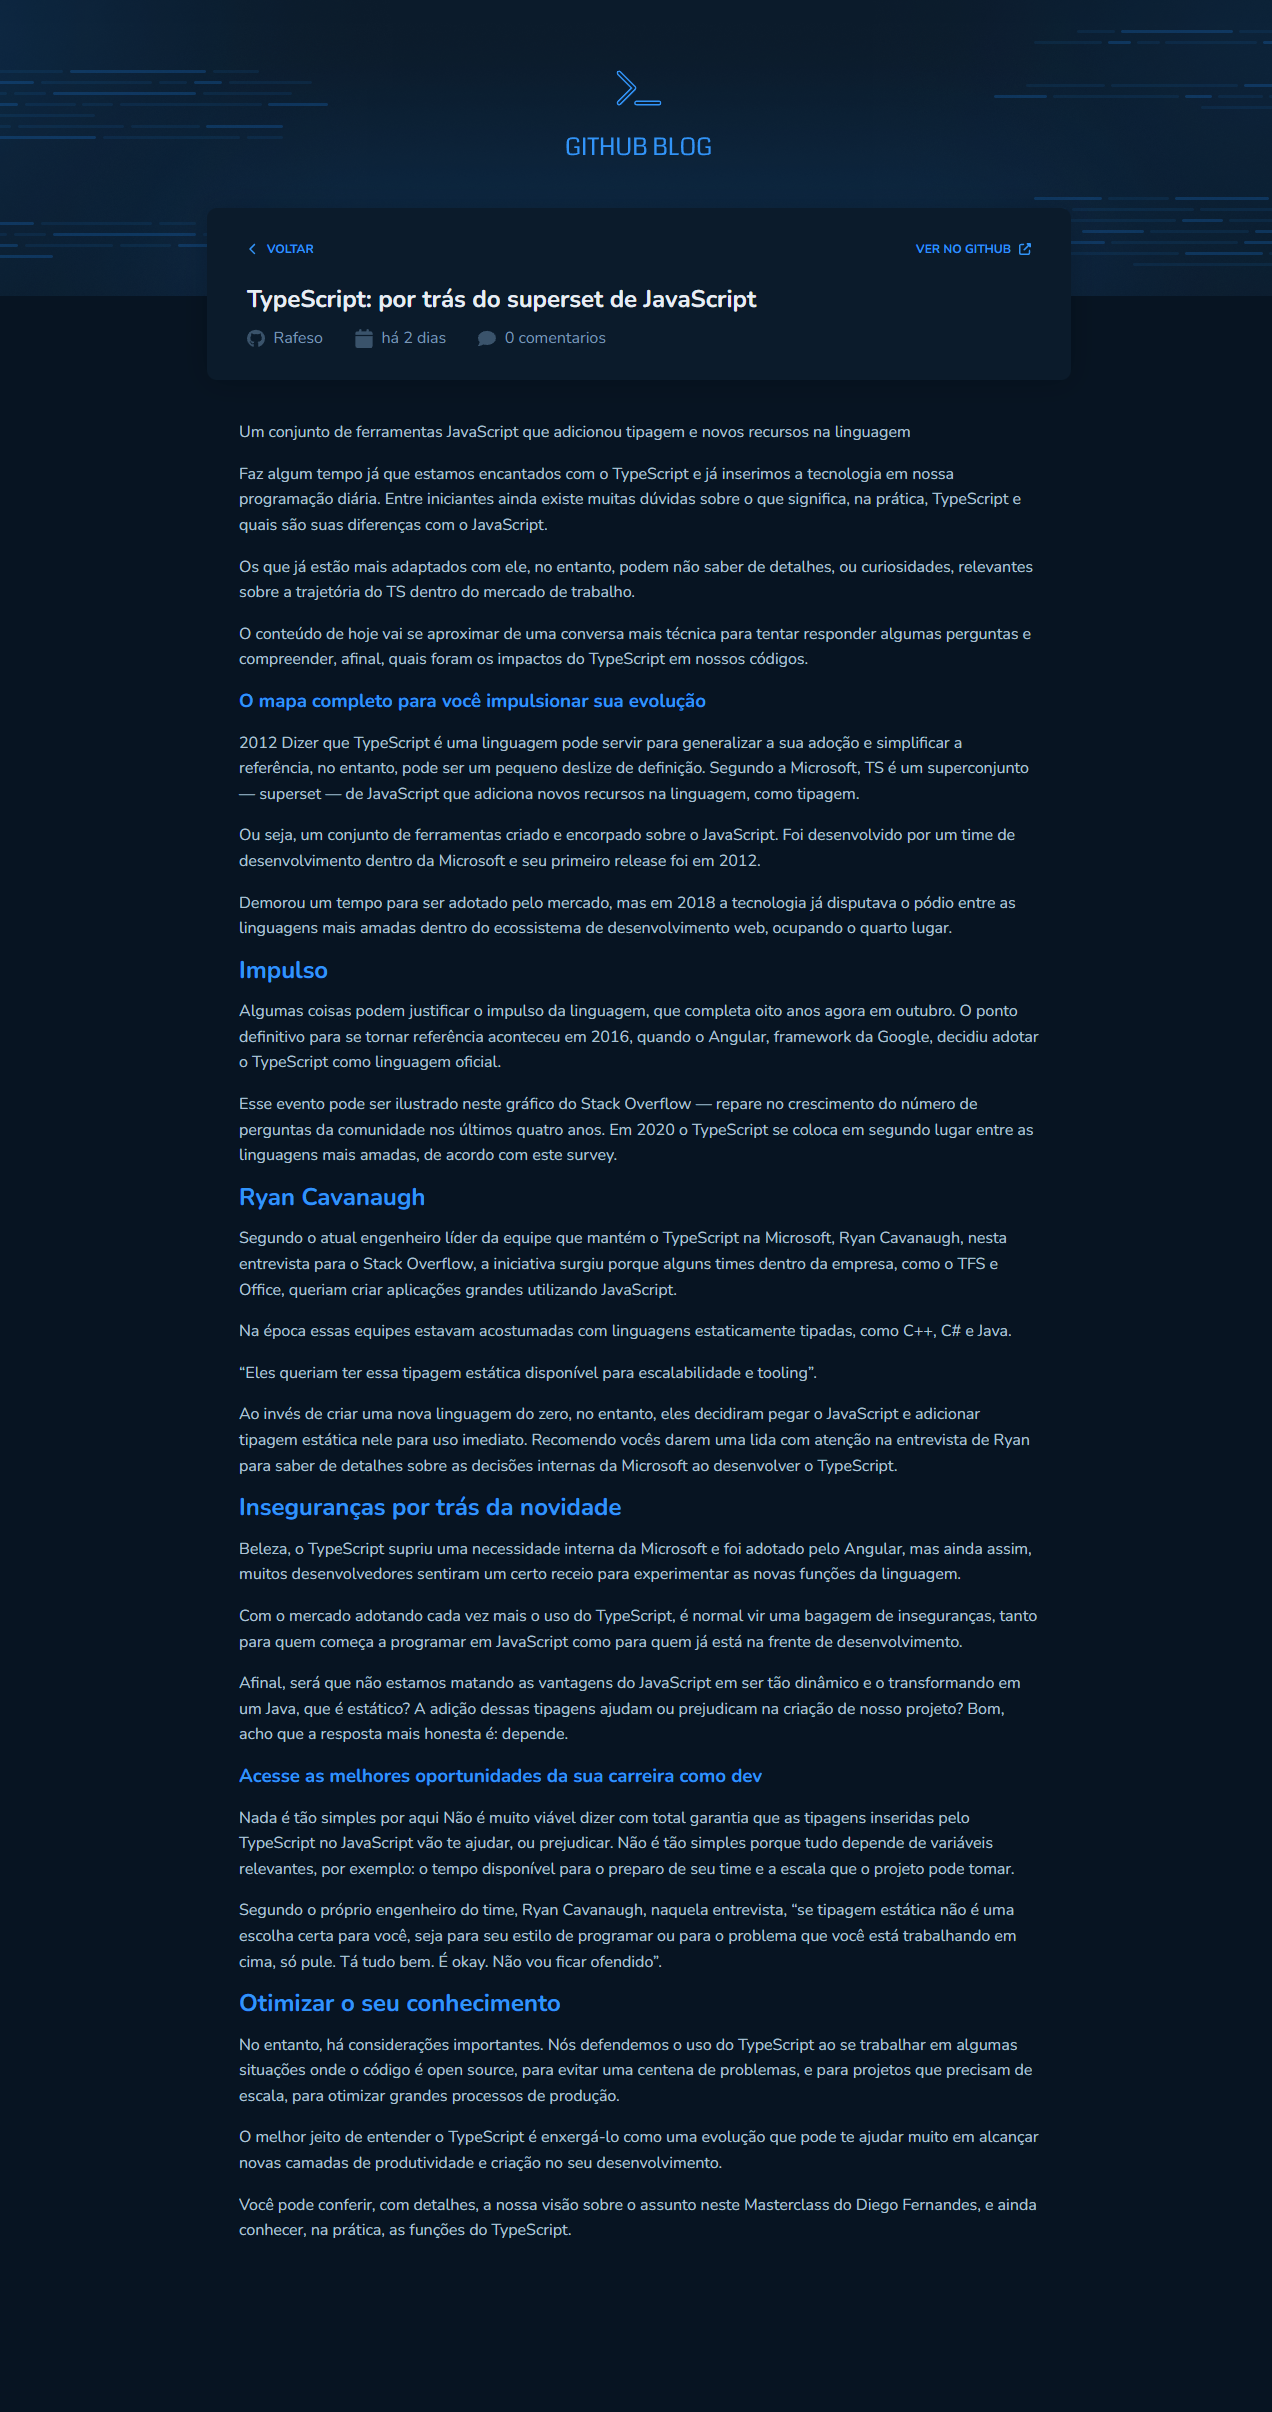 GITHUB BLOG
VOLTAR
VER NO GITHUB
TypeScript: por trás do superset de JavaScript
Rafeso
há 2 dias
0 comentarios
Um conjunto de ferramentas JavaScript que adicionou tipagem e novos recursos na linguagem
Faz algum tempo já que estamos encantados com o TypeScript e já inserimos a tecnologia em nossa
programação diária. Entre iniciantes ainda existe muitas dúvidas sobre o que significa, na prática, TypeScript e
quais são suas diferenças com o JavaScript.
Os que já estão mais adaptados com ele, no entanto, podem não saber de detalhes, ou curiosidades, relevantes
sobre a trajetória do TS dentro do mercado de trabalho.
O conteúdo de hoje vai se aproximar de uma conversa mais técnica para tentar responder algumas perguntas e
compreender, afinal, quais foram os impactos do TypeScript em nossos códigos.
O mapa completo para você impulsionar sua evolução
2012 Dizer que TypeScript é uma linguagem pode servir para generalizar a sua adoção e simplificar a
referência, no entanto, pode ser um pequeno deslize de definição. Segundo a Microsoft, TS é um superconjunto
— superset — de JavaScript que adiciona novos recursos na linguagem, como tipagem.
Ou seja, um conjunto de ferramentas criado e encorpado sobre o JavaScript. Foi desenvolvido por um time de
desenvolvimento dentro da Microsoft e seu primeiro release foi em 2012.
Demorou um tempo para ser adotado pelo mercado, mas em 2018 a tecnologia já disputava o pódio entre as
linguagens mais amadas dentro do ecossistema de desenvolvimento web, ocupando o quarto lugar.
Impulso
Algumas coisas podem justificar o impulso da linguagem, que completa oito anos agora em outubro. O ponto
definitivo para se tornar referência aconteceu em 2016, quando o Angular, framework da Google, decidiu adotar
o TypeScript como linguagem oficial.
Esse evento pode ser ilustrado neste gráfico do Stack Overflow — repare no crescimento do número de
perguntas da comunidade nos últimos quatro anos. Em 2020 o TypeScript se coloca em segundo lugar entre as
linguagens mais amadas, de acordo com este survey.
Ryan Cavanaugh
Segundo o atual engenheiro líder da equipe que mantém o TypeScript na Microsoft, Ryan Cavanaugh, nesta
entrevista para o Stack Overflow, a iniciativa surgiu porque alguns times dentro da empresa, como o TFS e
Office, queriam criar aplicações grandes utilizando JavaScript.
Na época essas equipes estavam acostumadas com linguagens estaticamente tipadas, como C++, C# e Java.
“Eles queriam ter essa tipagem estática disponível para escalabilidade e tooling”.
Ao invés de criar uma nova linguagem do zero, no entanto, eles decidiram pegar o JavaScript e adicionar
tipagem estática nele para uso imediato. Recomendo vocês darem uma lida com atenção na entrevista de Ryan
para saber de detalhes sobre as decisões internas da Microsoft ao desenvolver o TypeScript.
Inseguranças por trás da novidade
Beleza, o TypeScript supriu uma necessidade interna da Microsoft e foi adotado pelo Angular, mas ainda assim,
muitos desenvolvedores sentiram um certo receio para experimentar as novas funções da linguagem.
Com o mercado adotando cada vez mais o uso do TypeScript, é normal vir uma bagagem de inseguranças, tanto
para quem começa a programar em JavaScript como para quem já está na frente de desenvolvimento.
Afinal, será que não estamos matando as vantagens do JavaScript em ser tão dinâmico e o transformando em
um Java, que é estático? A adição dessas tipagens ajudam ou prejudicam na criação de nosso projeto? Bom,
acho que a resposta mais honesta é: depende.
Acesse as melhores oportunidades da sua carreira como dev
Nada é tão simples por aqui Não é muito viável dizer com total garantia que as tipagens inseridas pelo
TypeScript no JavaScript vão te ajudar, ou prejudicar. Não é tão simples porque tudo depende de variáveis
relevantes, por exemplo: o tempo disponível para o preparo de seu time e a escala que o projeto pode tomar.
Segundo o próprio engenheiro do time, Ryan Cavanaugh, naquela entrevista, “se tipagem estática não é uma
escolha certa para você, seja para seu estilo de programar ou para o problema que você está trabalhando em
cima, só pule. Tá tudo bem. É okay. Não vou ficar ofendido”.
Otimizar o seu conhecimento
No entanto, há considerações importantes. Nós defendemos o uso do TypeScript ao se trabalhar em algumas
situações onde o código é open source, para evitar uma centena de problemas, e para projetos que precisam de
escala, para otimizar grandes processos de produção.
O melhor jeito de entender o TypeScript é enxergá-lo como uma evolução que pode te ajudar muito em alcançar
novas camadas de produtividade e criação no seu desenvolvimento.
Você pode conferir, com detalhes, a nossa visão sobre o assunto neste Masterclass do Diego Fernandes, e ainda
conhecer, na prática, as funções do TypeScript.